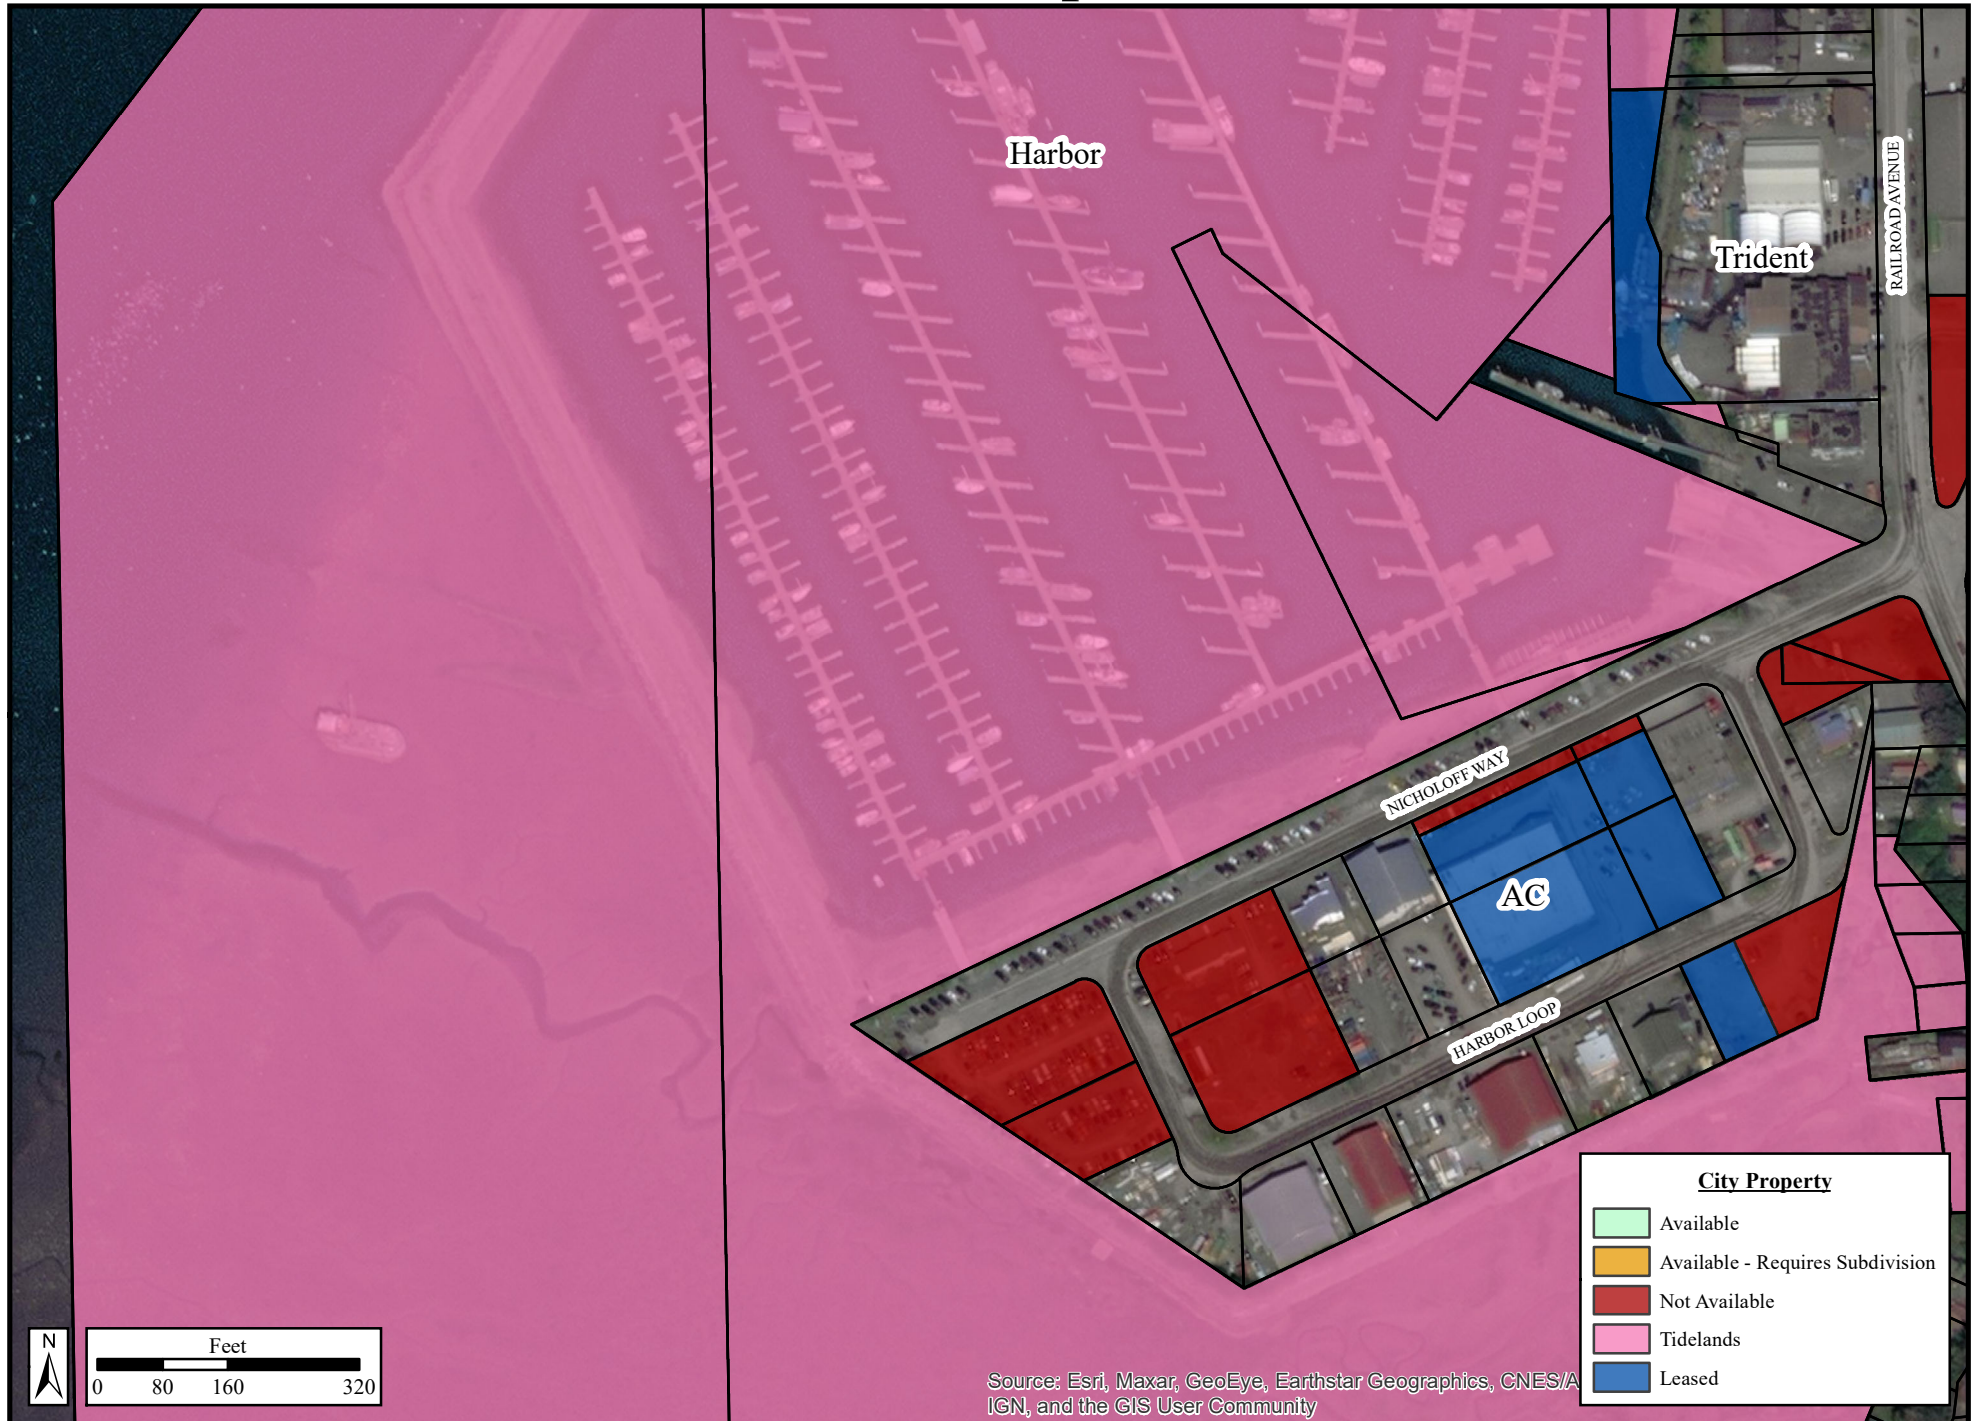 Harbor
Trident
RAILROAD AVENUE
NICHOLOFF WAY
AC
HARBOR LOOP
City Property
Available
Available - Requires Subdivision
Not Available
Tidelands
Leased
N
Feet
0 80 160 320
Source: Esri, Maxar, GeoEye, Earthstar Geographics, CNES/A
IGN, and the GIS User Community